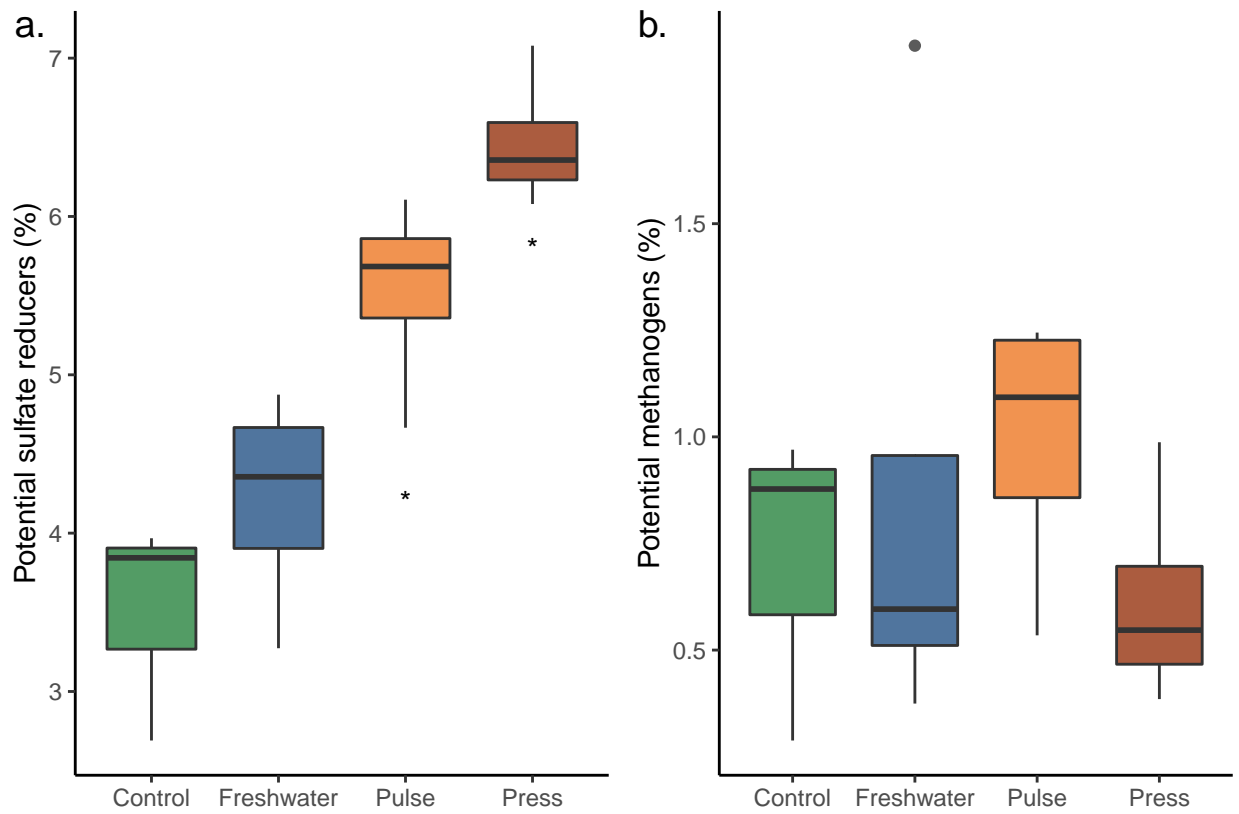 a.
Potential sulfate reducers (%)
7
6
5
4
3
*
*
Control Freshwater Pulse Press
b.
Potential methanogens (%)
1.5
1.0
0.5
Control Freshwater Pulse Press